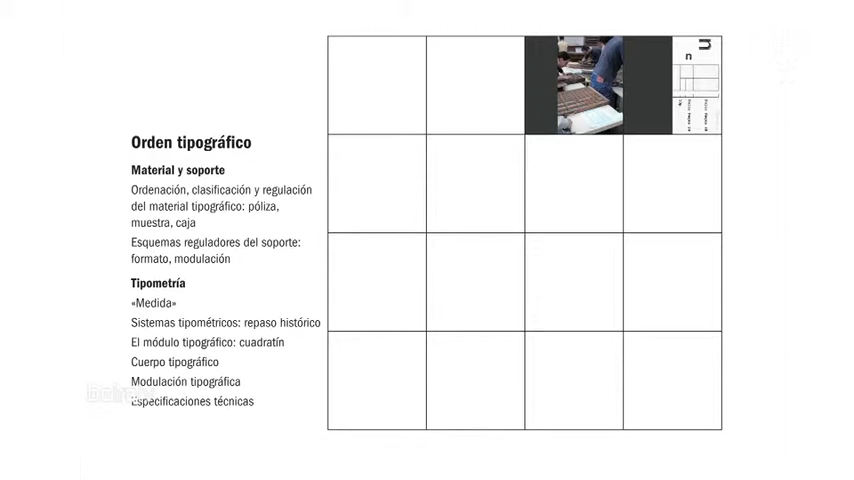 Orden tipográfico
Material y soporte
Ordenación, clasificación y regulación
del material tipográfico: póliza,
muestra, caja
Esquemas reguladores del soporte:
formato, modulación
Tipometría
«Medida»
Sistemas tipométricos: repaso histórico
El módulo tipográfico: cuadratín
Cuerpo tipográfico
Modulación tipográfica
Especificaciones técnicas
n
n